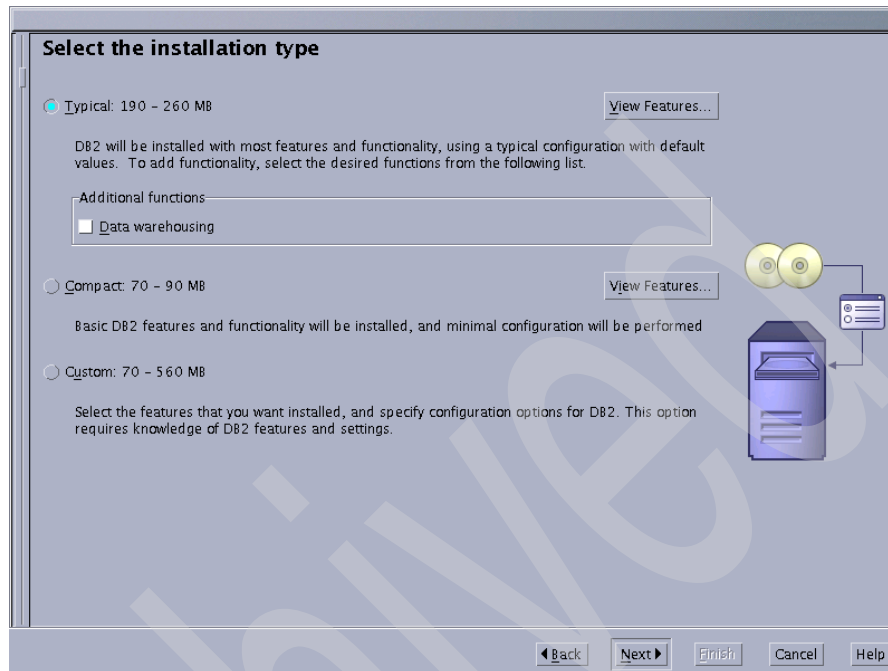 Select the installation type
Typical: 190 - 260 MB
View Features...
DB2 will be installed with most features and functionality, using a typical configuration with default
values. To add functionality, select the desired functions from the following list.
Additional functions
Data warehousing
Compact: 70 - 90 MB
View Features...
Basic DB2 features and functionality will be installed, and minimal configuration will be performed
Custom: 70 - 560 MB
Select the features that you want installed, and specify configuration options for DB2. This option
requires knowledge of DB2 features and settings.
Back
Next
Finish
Cancel
Help
hived